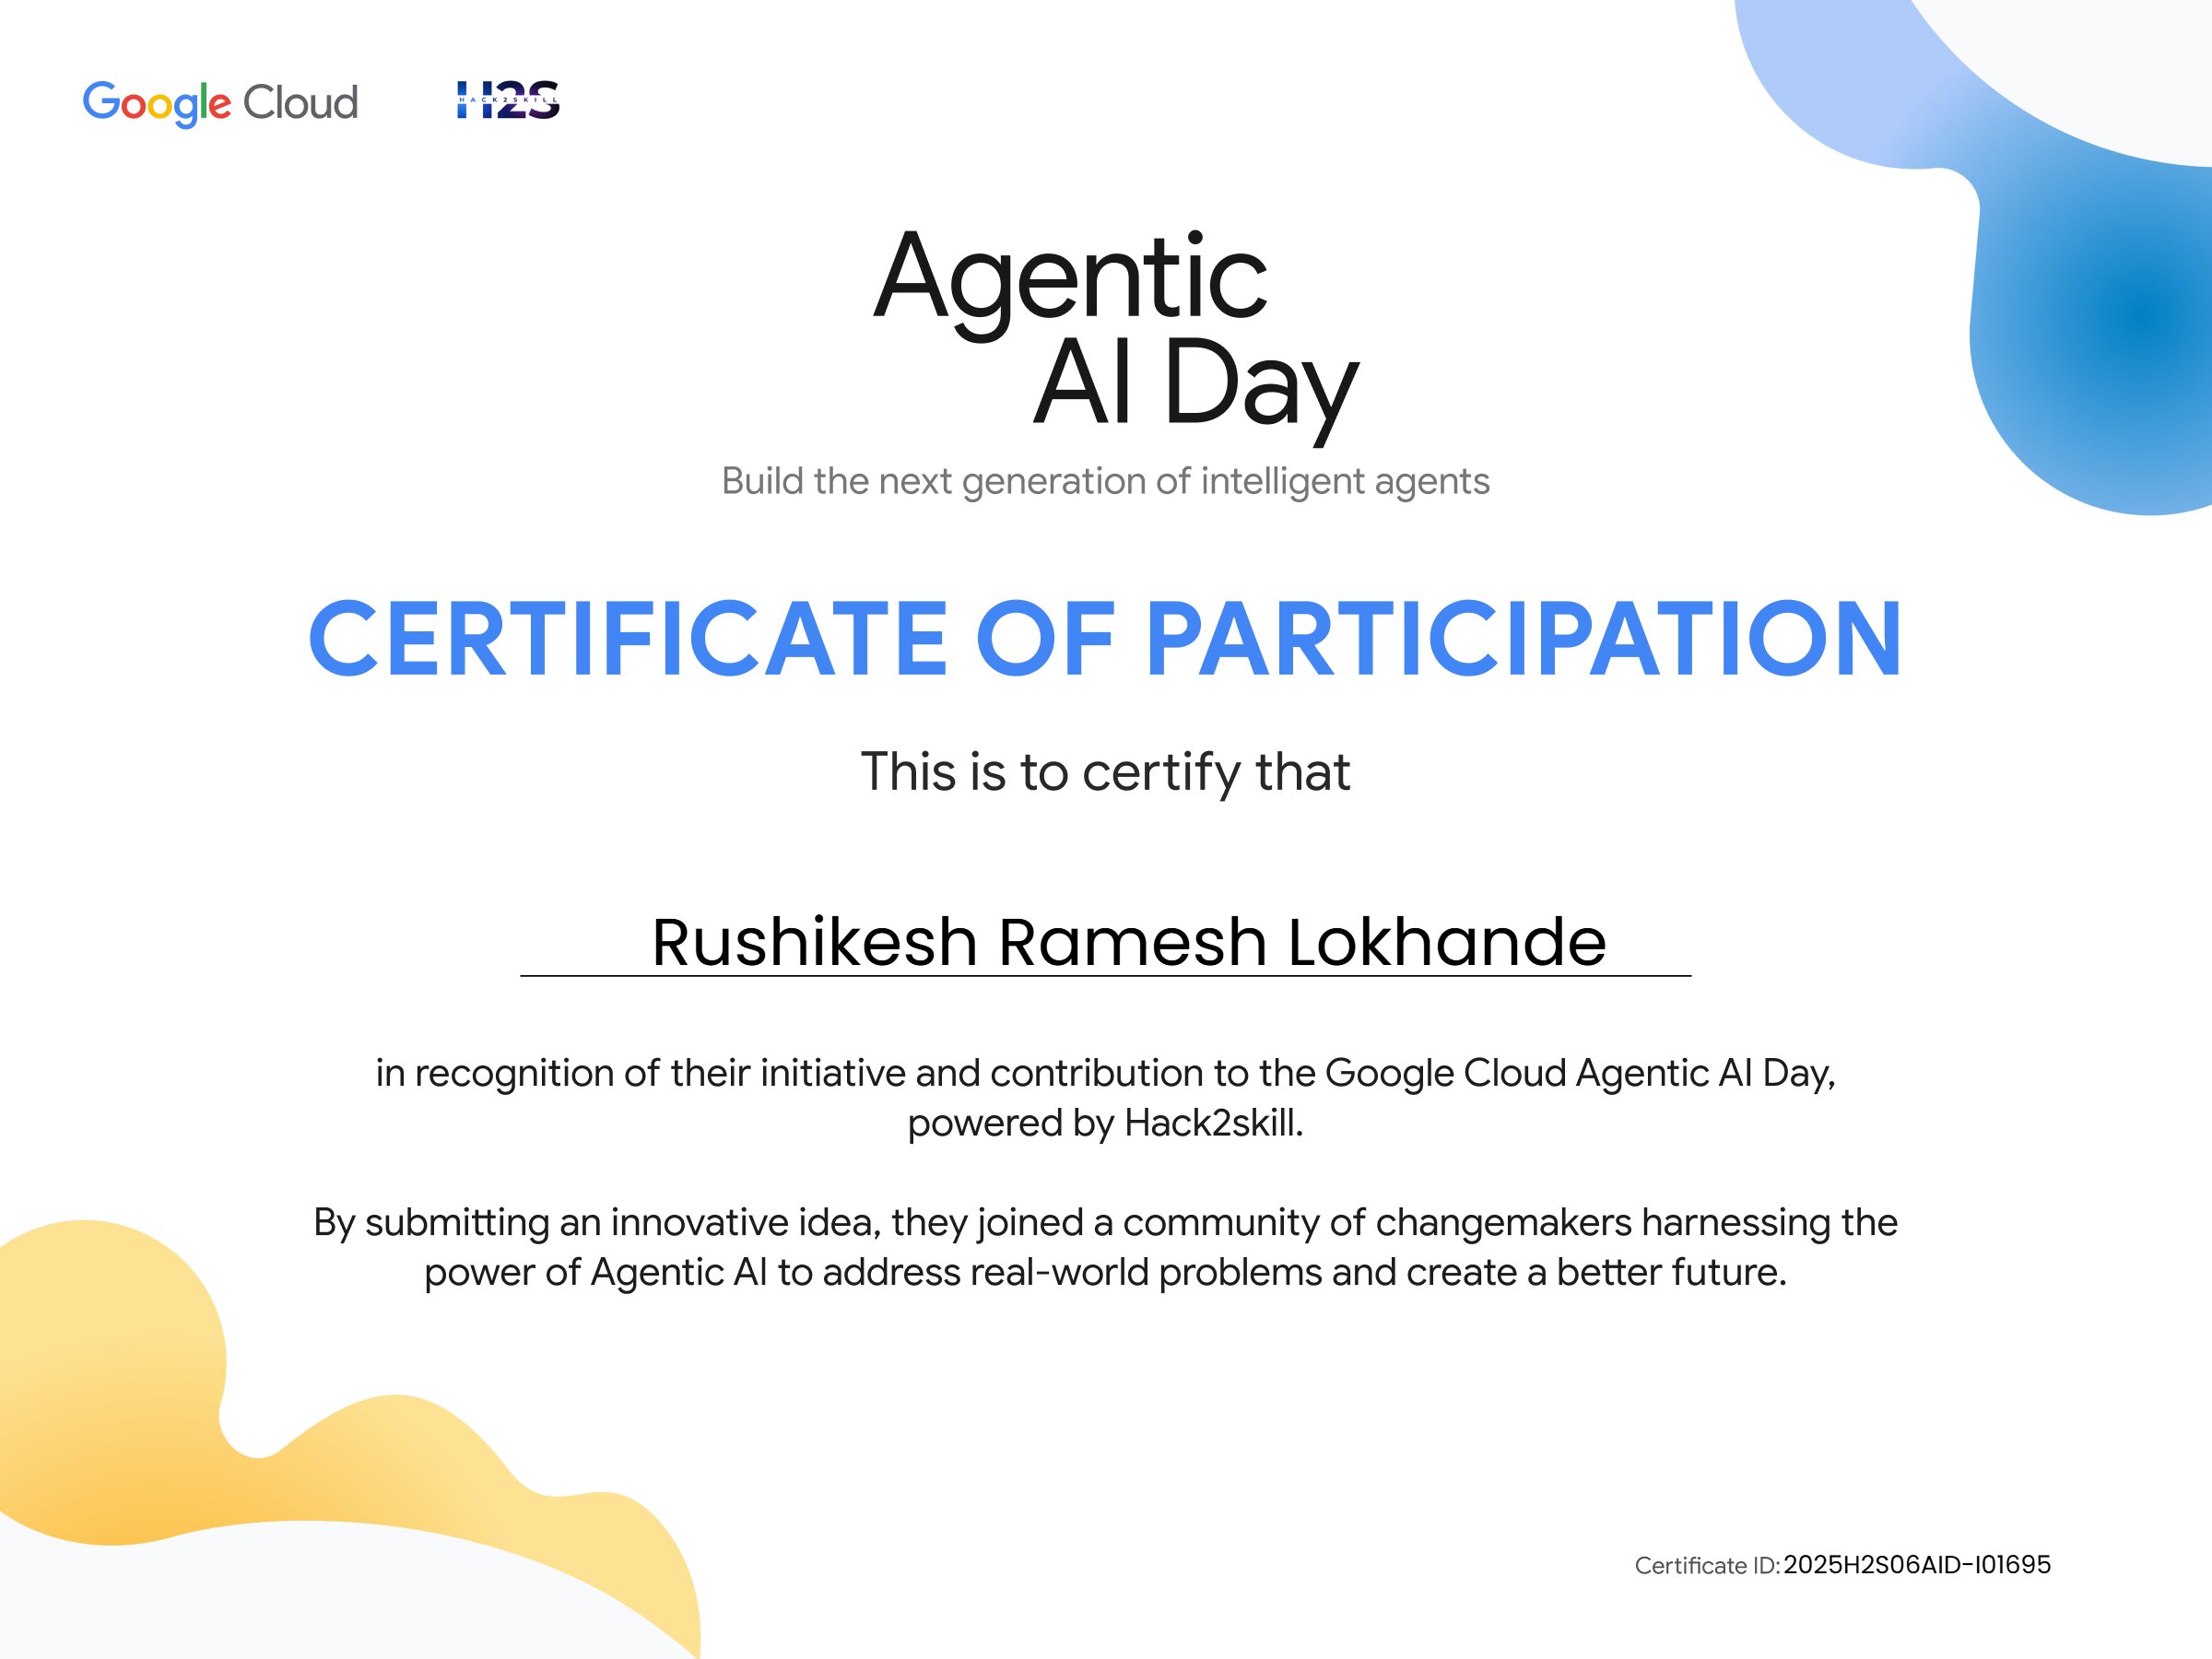 Google Cloud
H2S
HACK2SKILL
Agentic
AI Day
Build the next generation of intelligent agents
CERTIFICATE OF PARTICIPATION
This is to certify that
Rushikesh Ramesh Lokhande
in recognition of their initiative and contribution to the Google Cloud Agentic AI Day,
powered by Hack2skill.
By submitting an innovative idea, they joined a community of changemakers harnessing the
power of Agentic AI to address real-world problems and create a better future.
Certificate ID: 2025H2S06AID-I01695